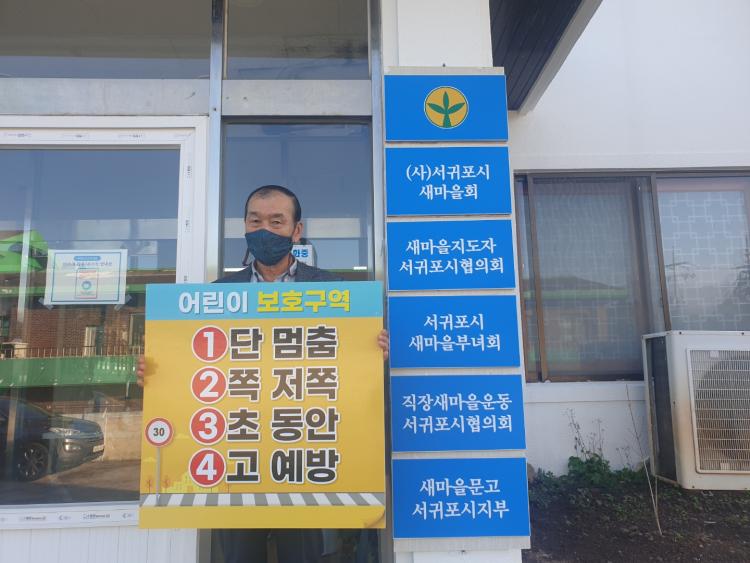 어린이 보호구역
1단 멈춤
2쪽 저쪽
3초 동안
4고 예방
30
(사)서귀포시
새마을회
새마을지도자
서귀포시협의회
서귀포시
새마을부녀회
직장새마을운동
서귀포시협의회
새마을문고
서귀포시지부